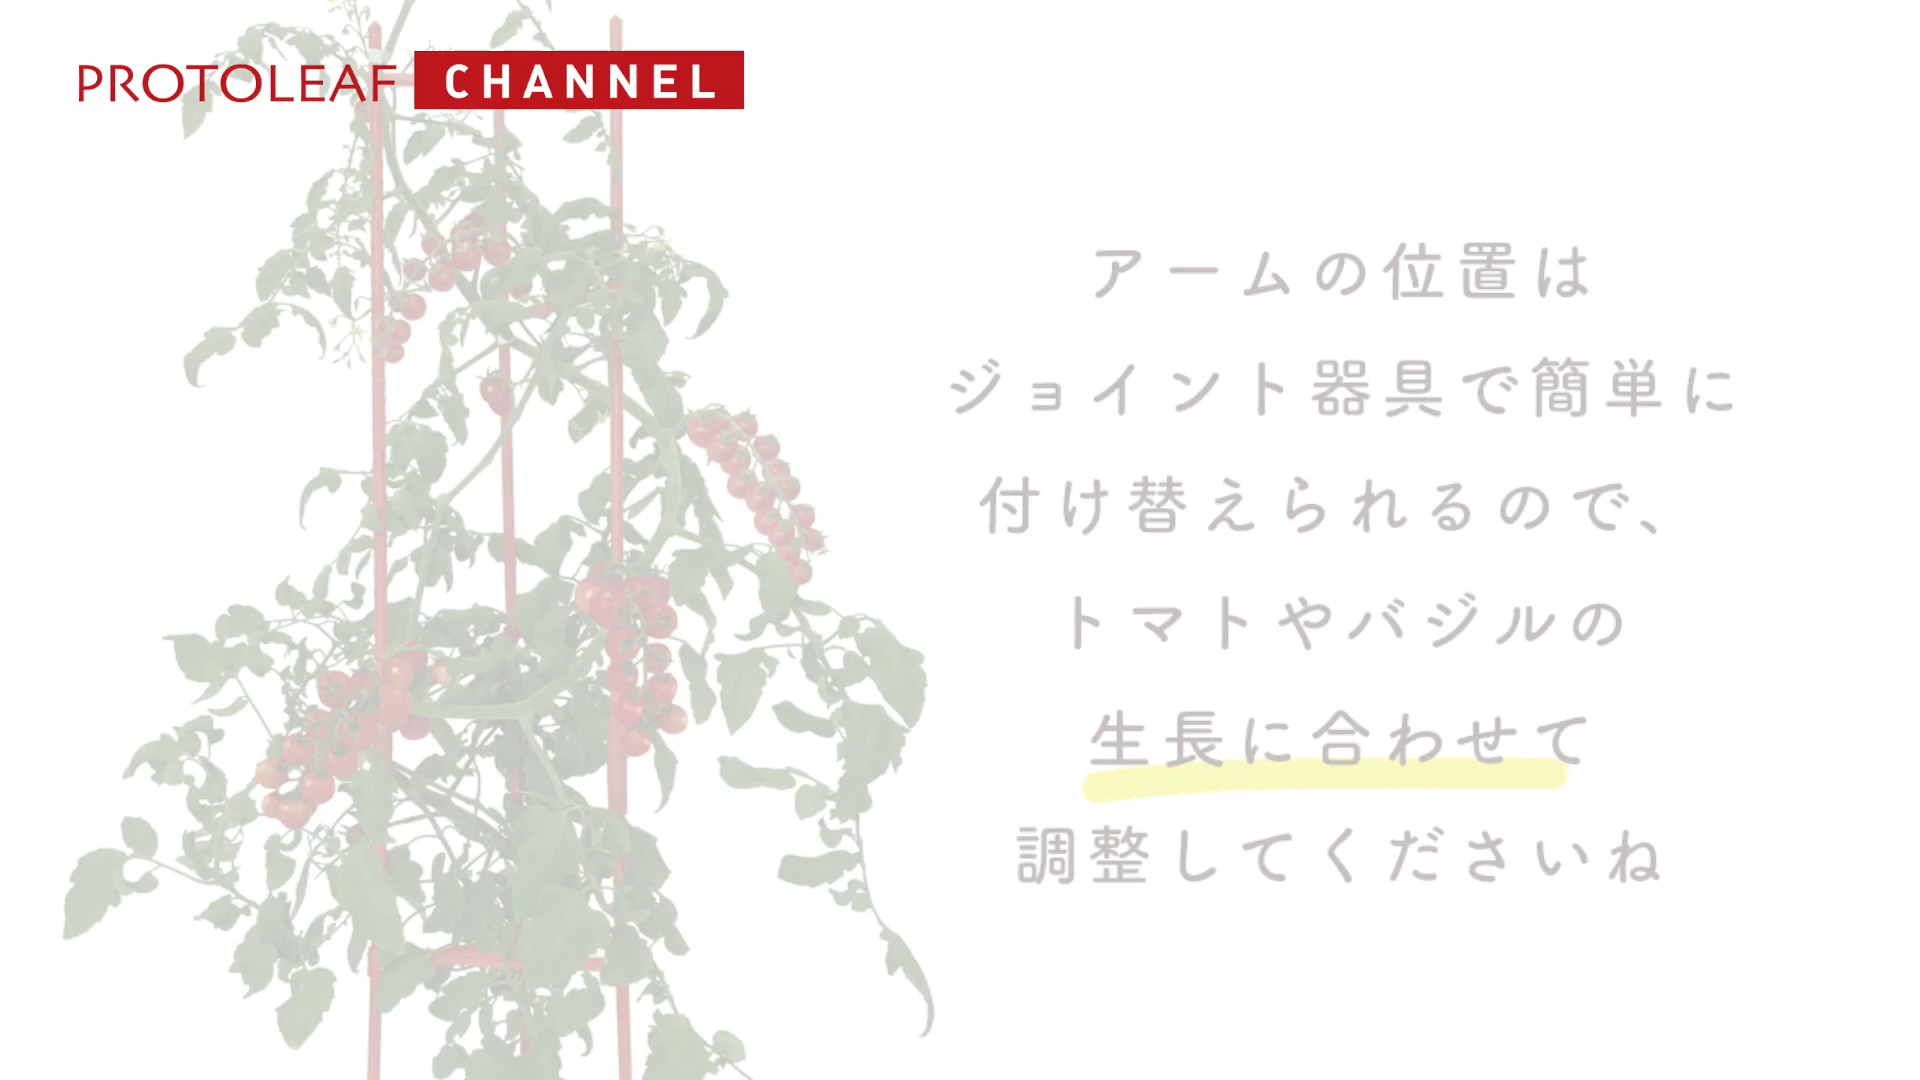 PROTOLEAF CHANNEL
アームの位置は
ジョイント器具で簡単に
付け替えられるので、
トマトやバジルの
生長に合わせて
調整してくださいね